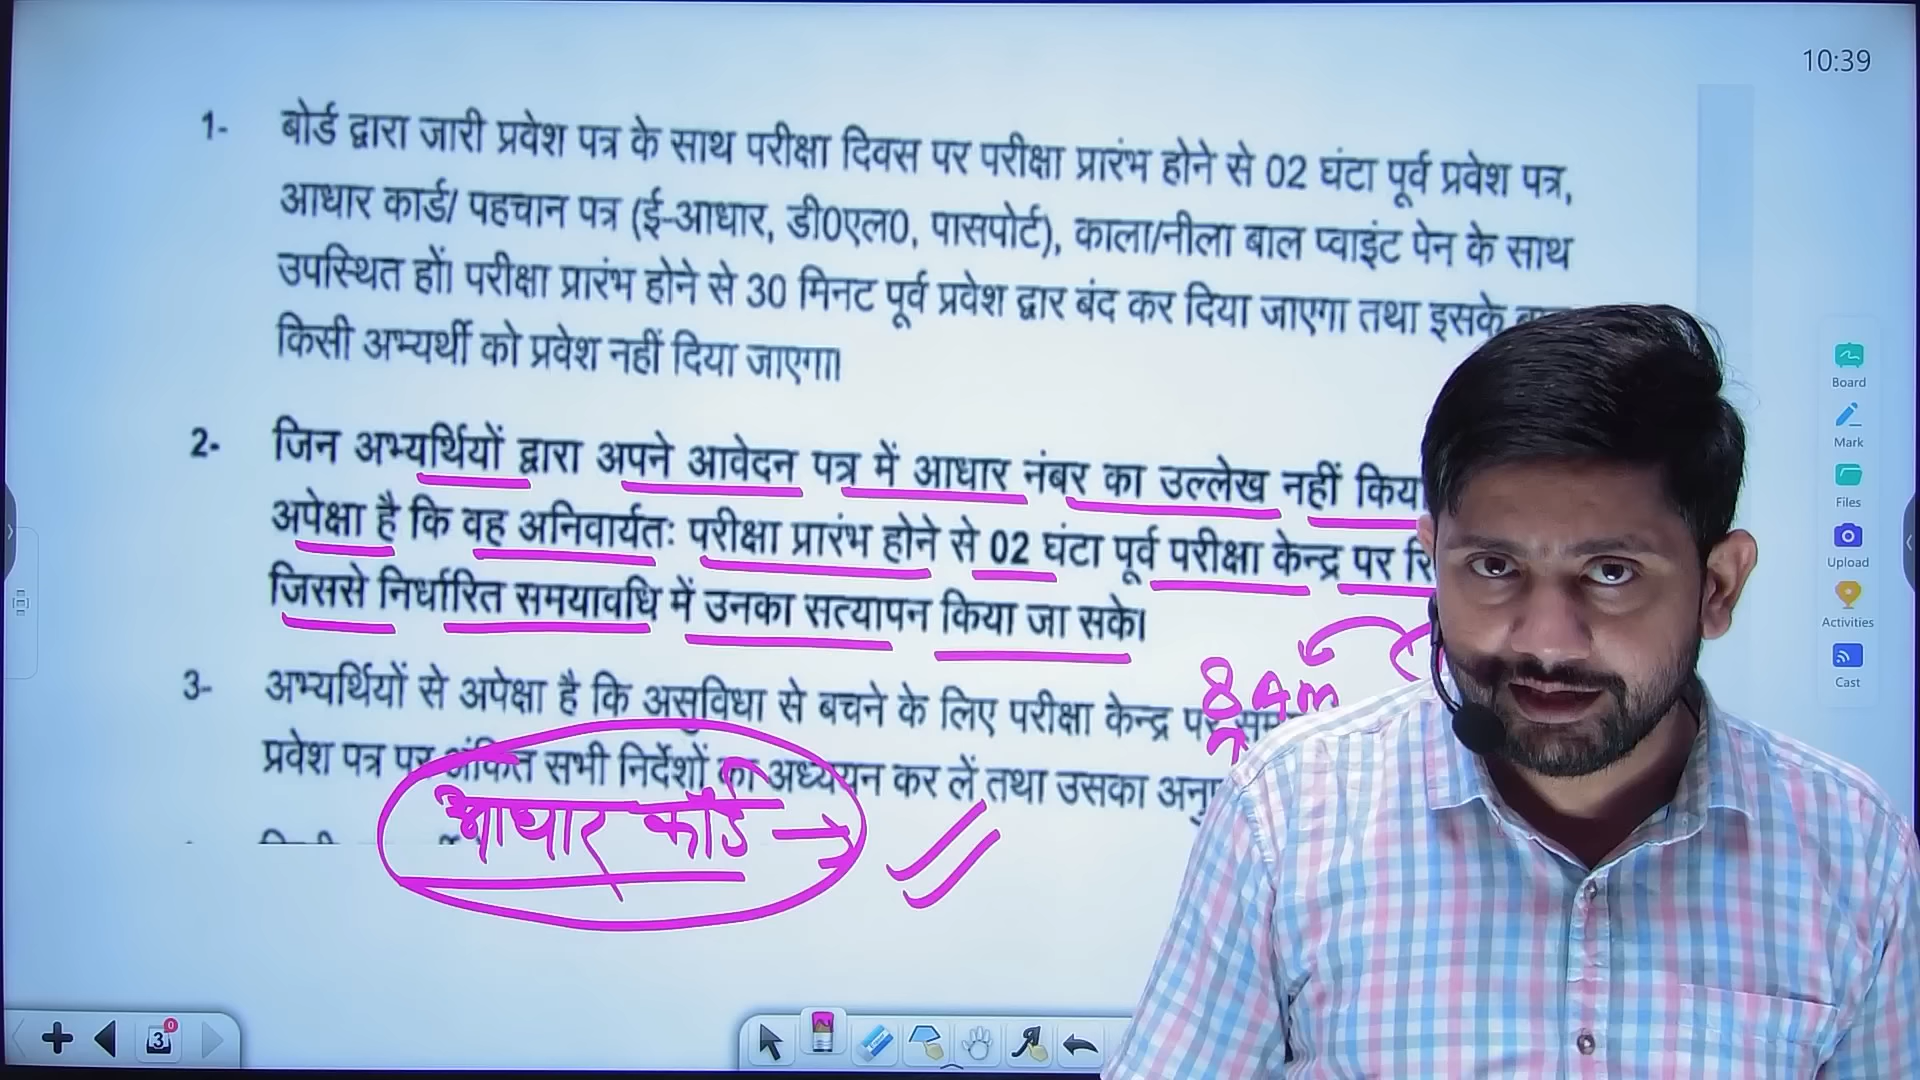 10:39
1- बोर्ड द्वारा जारी प्रवेश पत्र के साथ परीक्षा दिवस पर परीक्षा प्रारंभ होने से 02 घंटा पूर्व प्रवेश पत्र,
आधार कार्ड/ पहचान पत्र (ई-आधार, डी0एल0, पासपोर्ट), काला/नीला बाल प्वाइंट पेन के साथ
उपस्थित हों। परीक्षा प्रारंभ होने से 30 मिनट पूर्व प्रवेश द्वार बंद कर दिया जाएगा तथा इसके
किसी अभ्यर्थी को प्रवेश नहीं दिया जाएगा।
2- जिन अभ्यर्थियों द्वारा अपने आवेदन पत्र में आधार नंबर का उल्लेख नहीं
अपेक्षा है कि वह अनिवार्यतः परीक्षा प्रारंभ होने से 02 घंटा पूर्व परीक्षा केन्द्र पर
जिससे निर्धारित समयावधि में उनका सत्यापन किया जा सके।
8 am
3- अभ्यर्थियों से अपेक्षा है कि असुविधा से बचने के लिए परीक्षा केन्द्र पर
प्रवेश पत्र पर अंकित सभी निर्देशों का अध्ययन कर लें तथा उसका
आधार कार्ड
Board
Mark
Files
Upload
Activities
Cast
3
0